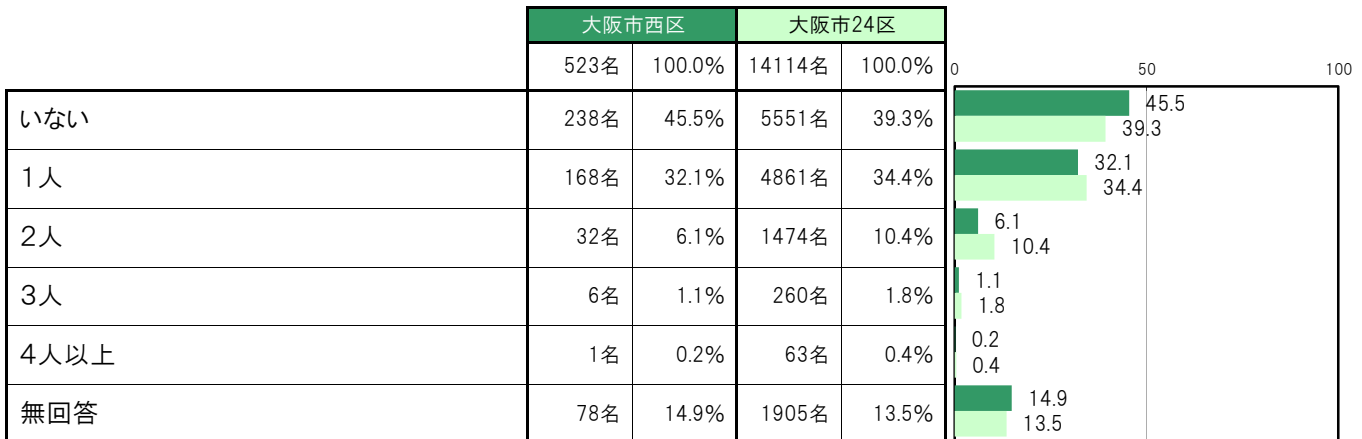 大阪市西区 大阪市24区
523名 100.0% 14114名 100.0% 0 50 100
いない 238名 45.5% 5551名 39.3% 45.5
39.3
1人 168名 32.1% 4861名 34.4% 32.1
34.4
2人 32名 6.1% 1474名 10.4% 6.1
10.4
3人 6名 1.1% 260名 1.8% 1.1
1.8
4人以上 1名 0.2% 63名 0.4% 0.2
0.4
無回答 78名 14.9% 1905名 13.5% 14.9
13.5